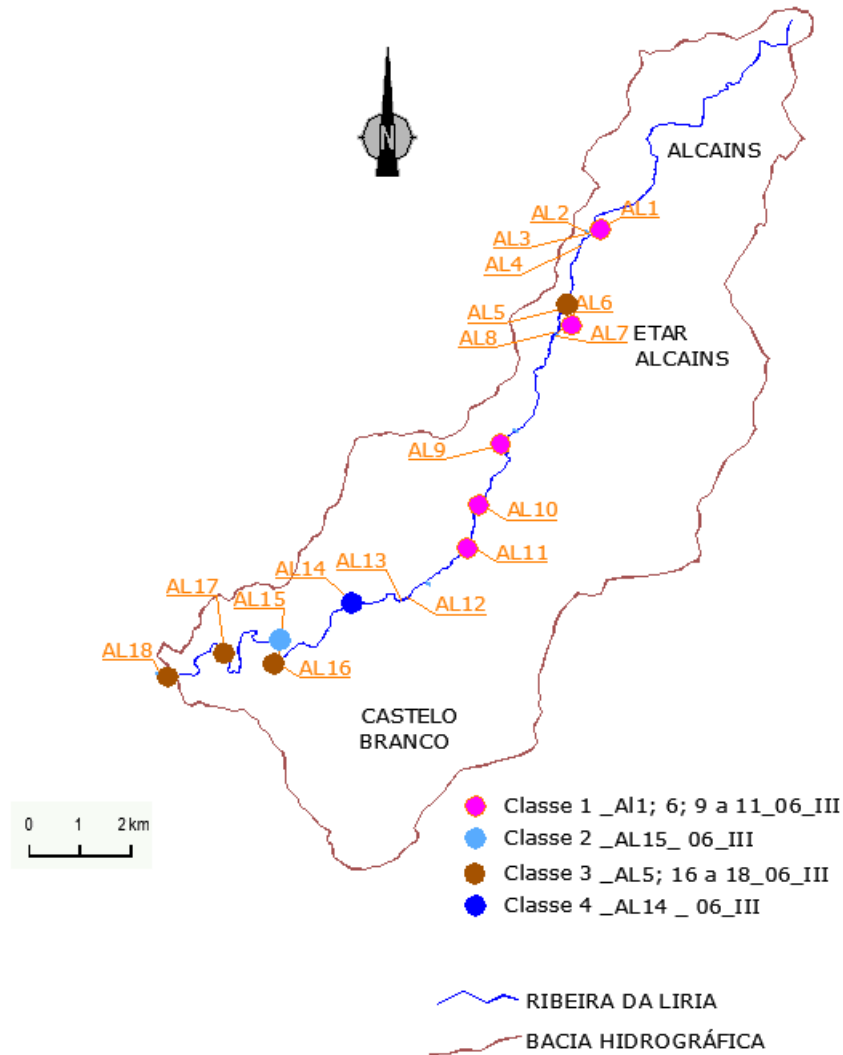 N
ALCAINS
AL1
AL2
AL3
AL4
AL6
AL5
AL8
AL7
ETAR
ALCAINS
AL9
AL10
AL11
AL13
AL14
AL12
AL17
AL15
AL18
AL16
CASTELO
BRANCO
0 1 2 km
Classe 1 _Al1; 6; 9 a 11_06_III
Classe 2 _AL15_ 06_III
Classe 3 _AL5; 16 a 18_06_III
Classe 4 _AL14 _ 06_III
RIBEIRA DA LIRIA
BACIA HIDROGRÁFICA